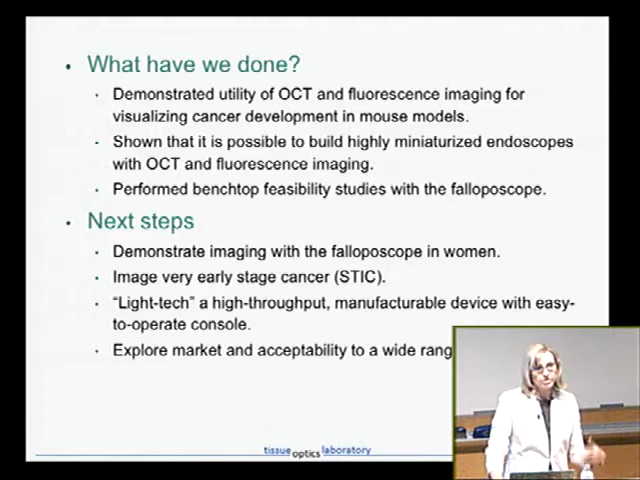 What have we done?
Demonstrated utility of OCT and fluorescence imaging for
visualizing cancer development in mouse models.
Shown that it is possible to build highly miniaturized endoscopes
with OCT and fluorescence imaging.
Performed benchtop feasibility studies with the falloposcope.
Next steps
Demonstrate imaging with the falloposcope in women.
Image very early stage cancer (STIC).
“Light-tech” a high-throughput, manufacturable device with easy-
to-operate console.
Explore market and acceptability to a wide
tissue optics laboratory